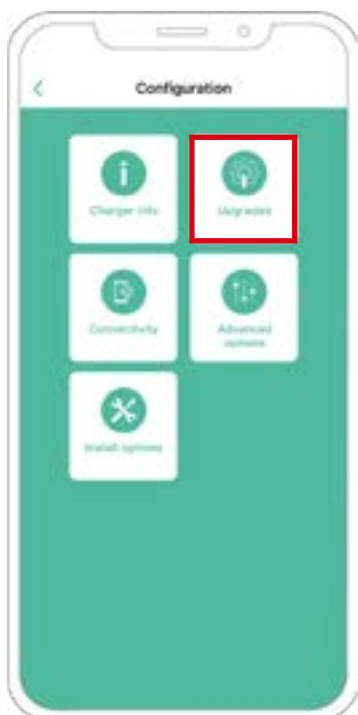 Configuration
Charger info
Upgrades
Connectivity
Advanced
options
Install options